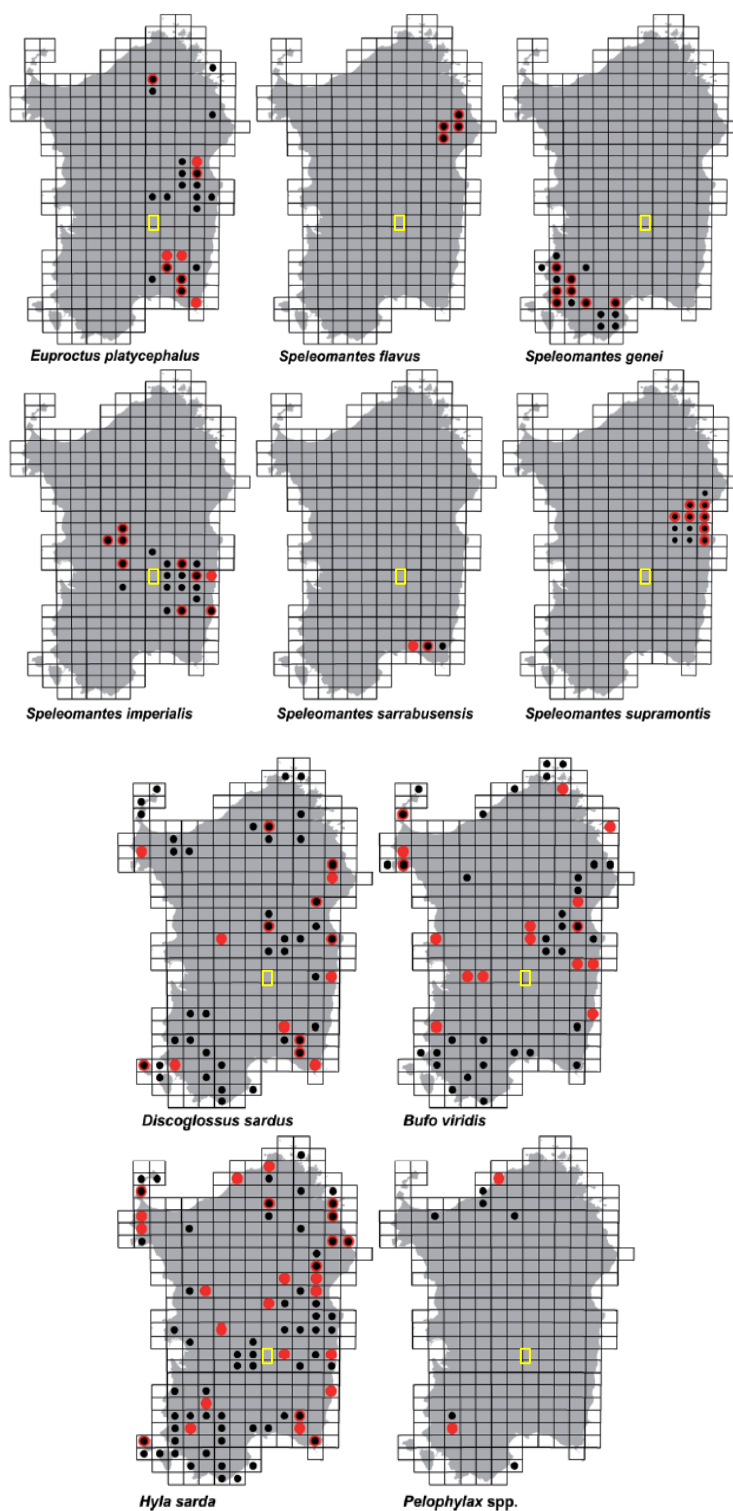 Euproctus platycephalus
Speleomantes flavus
Speleomantes genei
Speleomantes imperialis
Speleomantes sarrabusensis
Speleomantes supramontis
Discoglossus sardus
Bufo viridis
Hyla sarda
Pelophylax spp.